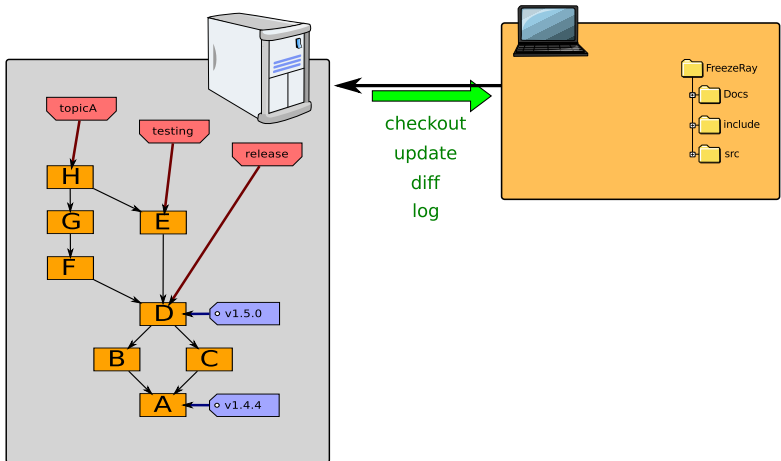 topicA
testing
release
H
G
E
F
D
v1.5.0
B
C
A
v1.4.4
checkout
update
diff
log
FreezeRay
Docs
include
src